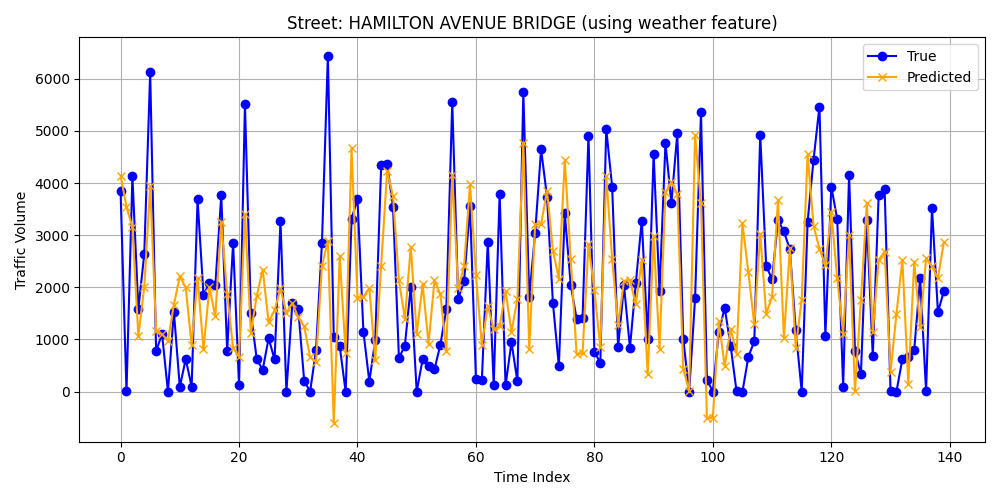 Street: HAMILTON AVENUE BRIDGE (using weather feature)
True
Predicted
6000
5000
4000
3000
2000
1000
0
Traffic Volume
0 20 40 60 80 100 120 140
Time Index